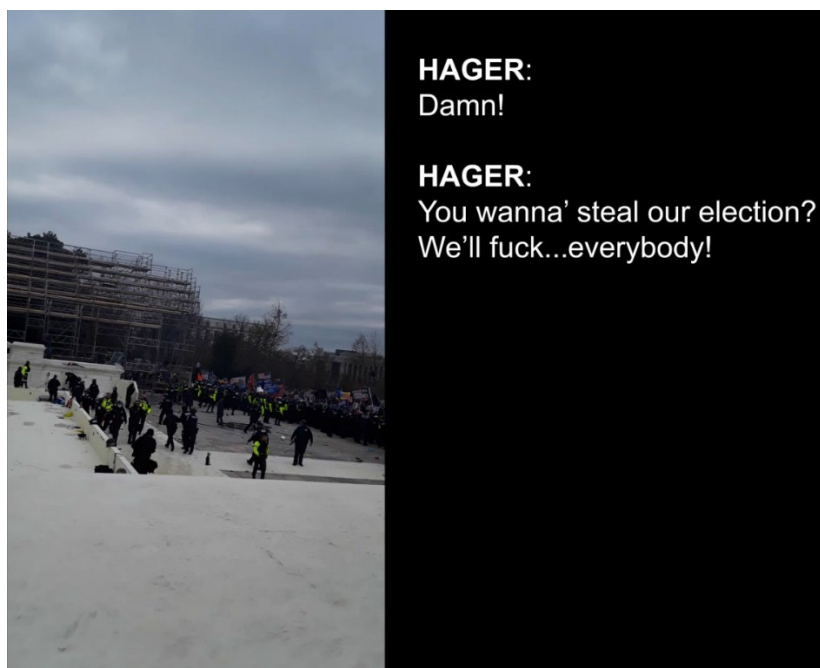 HAGER:
Damn!
HAGER:
You wanna’ steal our election?
We’ll fuck...everybody!